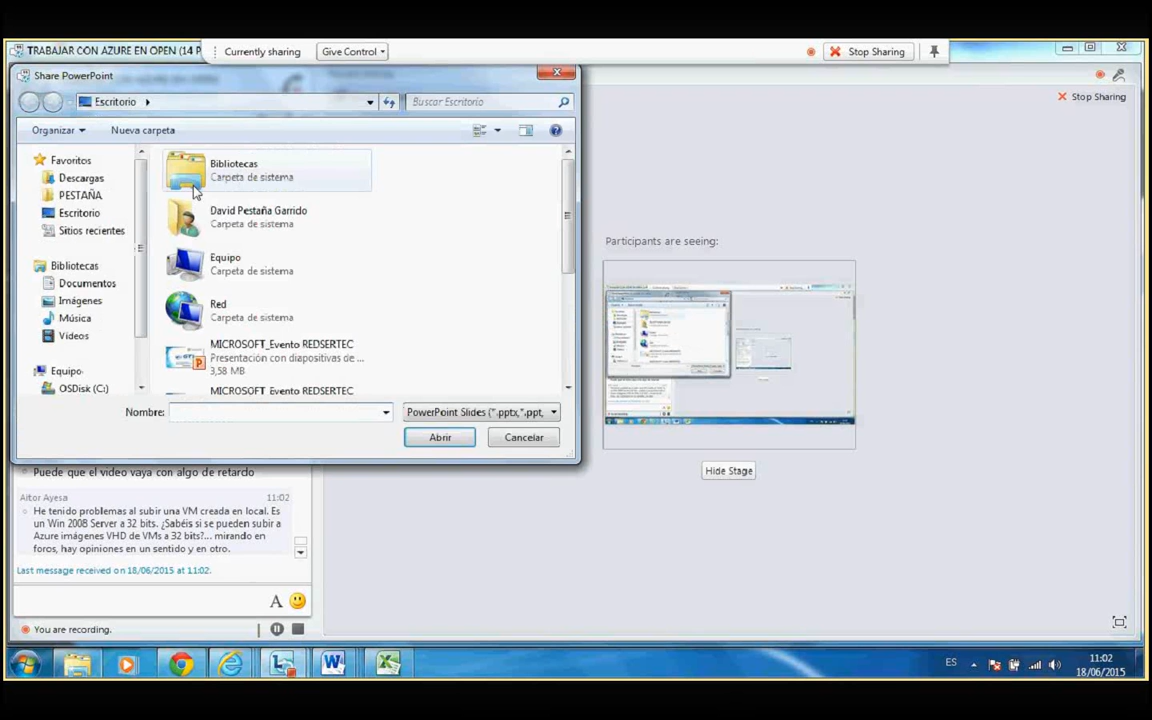 TRABAJAR CON AZURE EN OPEN (14 P
Currently sharing
Give Control
Stop Sharing
Share PowerPoint
Escritorio
Buscar Escritorio
Stop Sharing
Organizar
Nueva carpeta
Favoritos
Descargas
PESTAÑA
Escritorio
Sitios recientes
Bibliotecas
Documentos
Imágenes
Música
Vídeos
Equipo
OSDisk (C:)
Bibliotecas
Carpeta de sistema
David Pestaña Garrido
Carpeta de sistema
Equipo
Carpeta de sistema
Red
Carpeta de sistema
MICROSOFT_Evento REDSERTEC
Presentación con diapositivas de ...
3,58 MB
MICROSOFT_Evento REDSERTEC
Nombre:
PowerPoint Slides (*.pptx,*.ppt,
Abrir
Cancelar
Participants are seeing:
Hide Stage
Puede que el video vaya con algo de retardo
Aitor Ayesa 11:02
He tenido problemas al subir una VM creada en local. Es
un Win 2008 Server a 32 bits. ¿Sabéis si se pueden subir a
Azure imágenes VHD de VMs a 32 bits?... mirando en
foros, hay opiniones en un sentido y en otro.
Last message received on 18/06/2015 at 11:02.
A
You are recording.
ES
11:02
18/06/2015